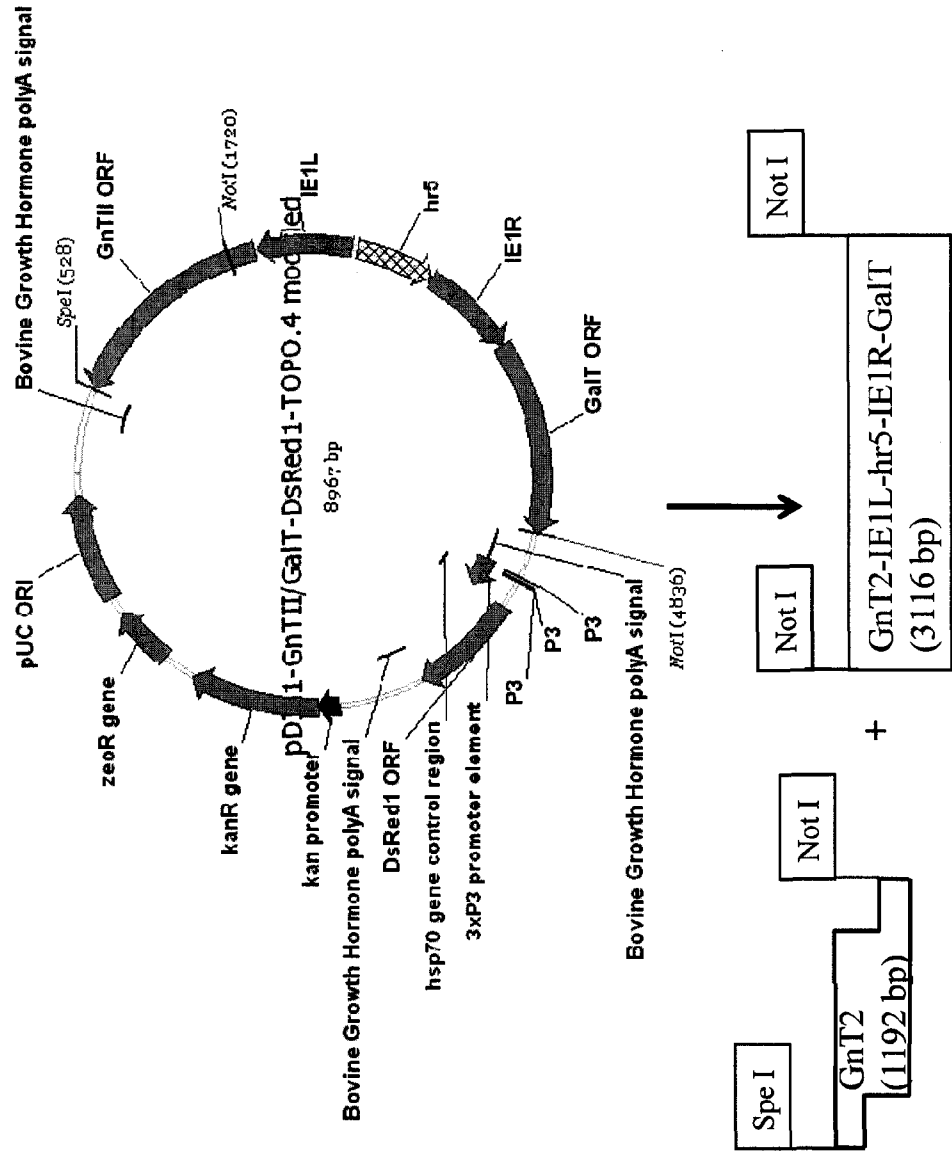 Bovine Growth Hormone polyA signal
SpeI (528)
GnTII ORF
NotI (1720)
IE1L
hr5
IE1R
GalT ORF
NotI (4836)
Bovine Growth Hormone polyA signal
P3
P3
3xP3 promoter element
hsp70 gene control region
DsRed1 ORF
Bovine Growth Hormone polyA signal
kan promoter
kanR gene
zeoR gene
pUC ORI
1-GnTII/GalT-DsRed1-TOPO.4
8967 bp
Spe I
Not I
GnT2
(1192 bp)
+
Not I
Not I
GnT2-IE1L-hr5-IE1R-GalT
(3116 bp)